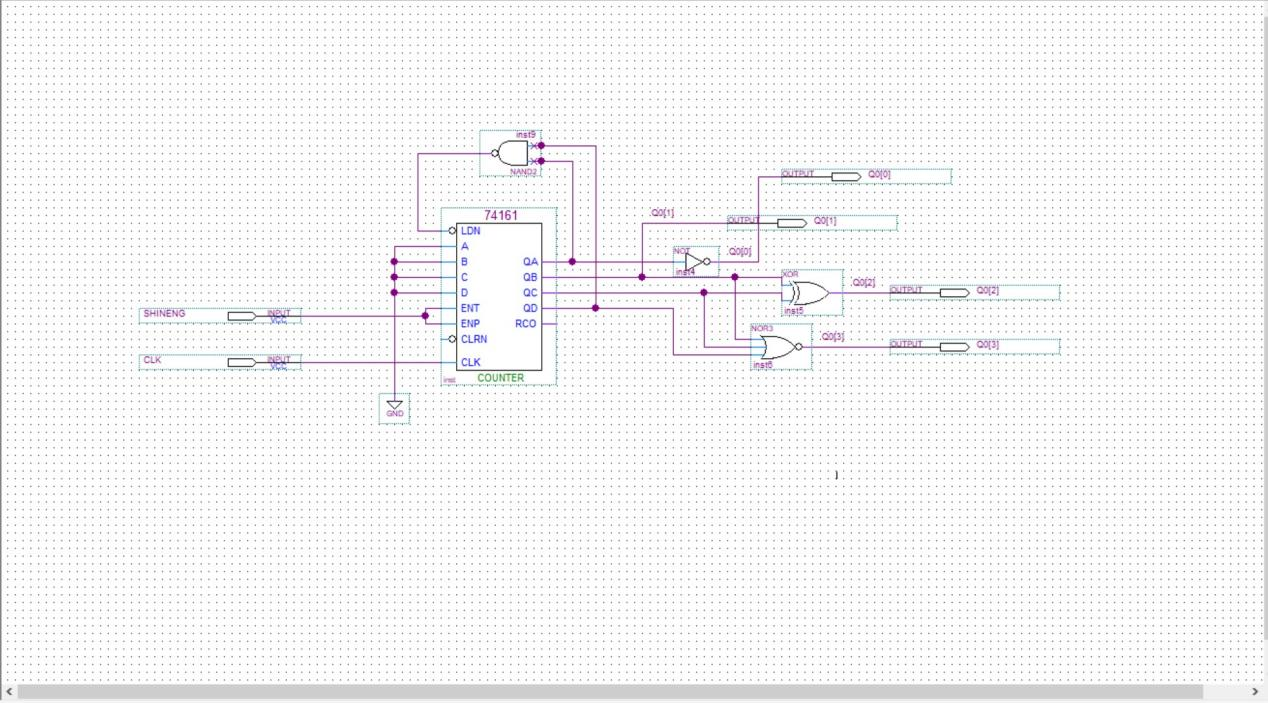 inst9
NAND2
OUTPUT Q0[0]
74161
Q0[1]
OUTPUT Q0[1]
LDN
A
B QA
NOT Q0[0]
inst4
C QB
XOR
Q0[2]
OUTPUT Q0[2]
D QC
inst5
SHINENG INPUT
VCC
ENT QD
ENP RCO
NOR3
Q0[3]
OUTPUT Q0[3]
CLRN
CLK INPUT
VCC
CLK
inst6
inst COUNTER
GND